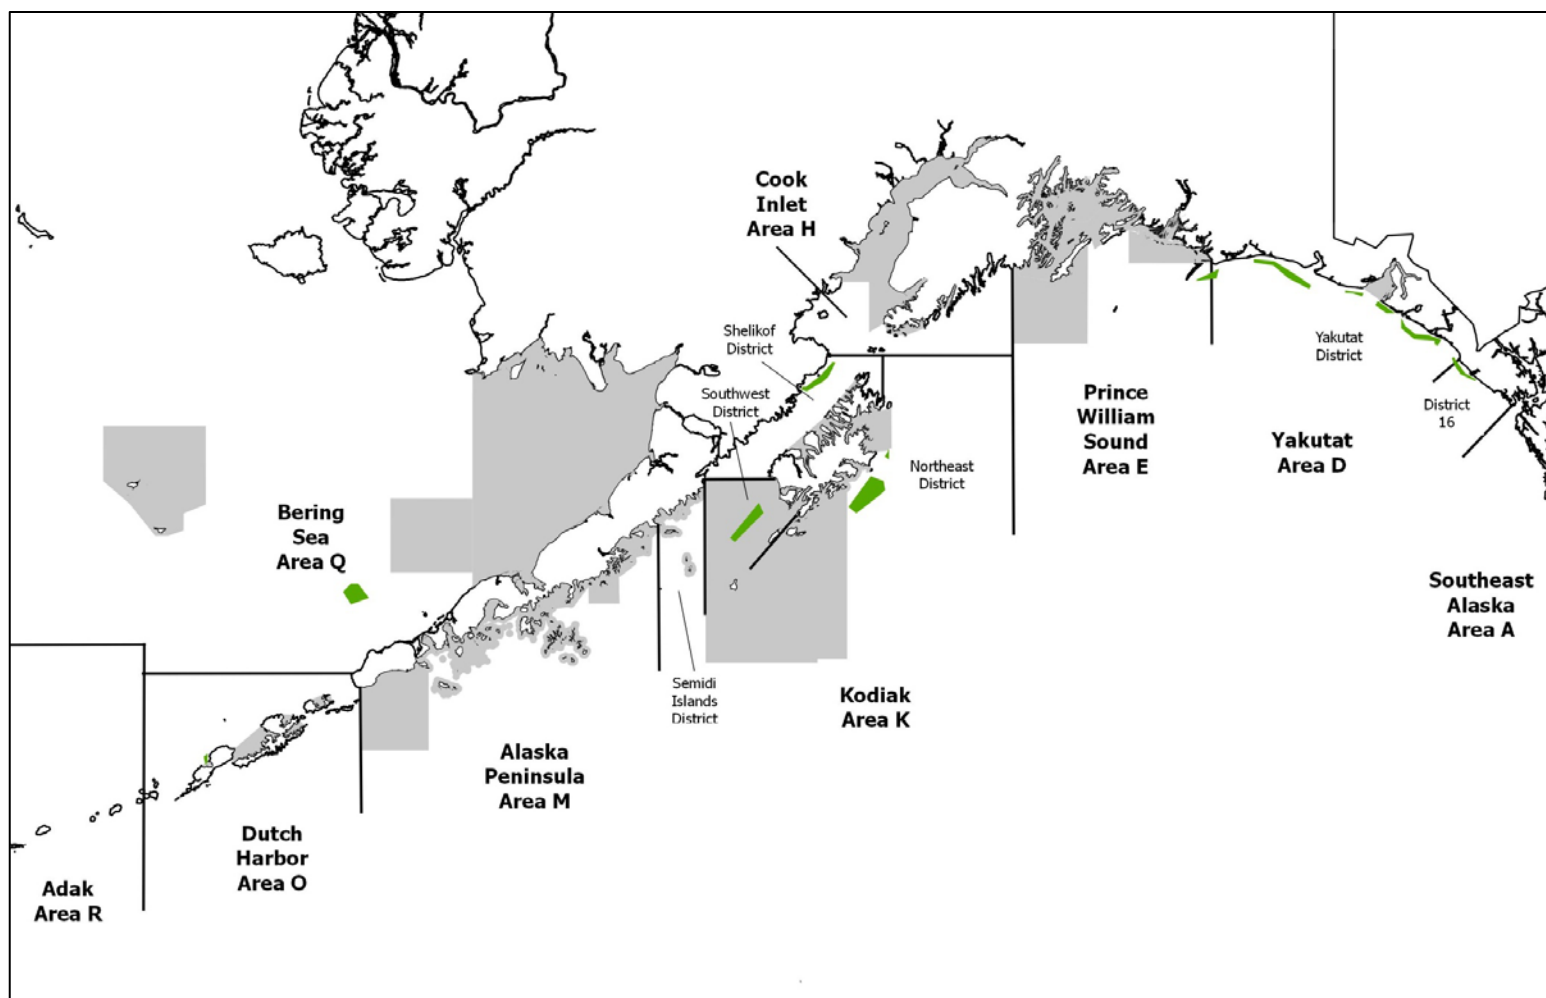 Cook
Inlet
Area H
Shelikof
District
Southwest
District
Yakutat
District
District
16
Prince
William
Sound
Area E
Yakutat
Area D
Northeast
District
Bering
Sea
Area Q
Southeast
Alaska
Area A
Semidi
Islands
District
Kodiak
Area K
Alaska
Peninsula
Area M
Dutch
Harbor
Area O
Adak
Area R